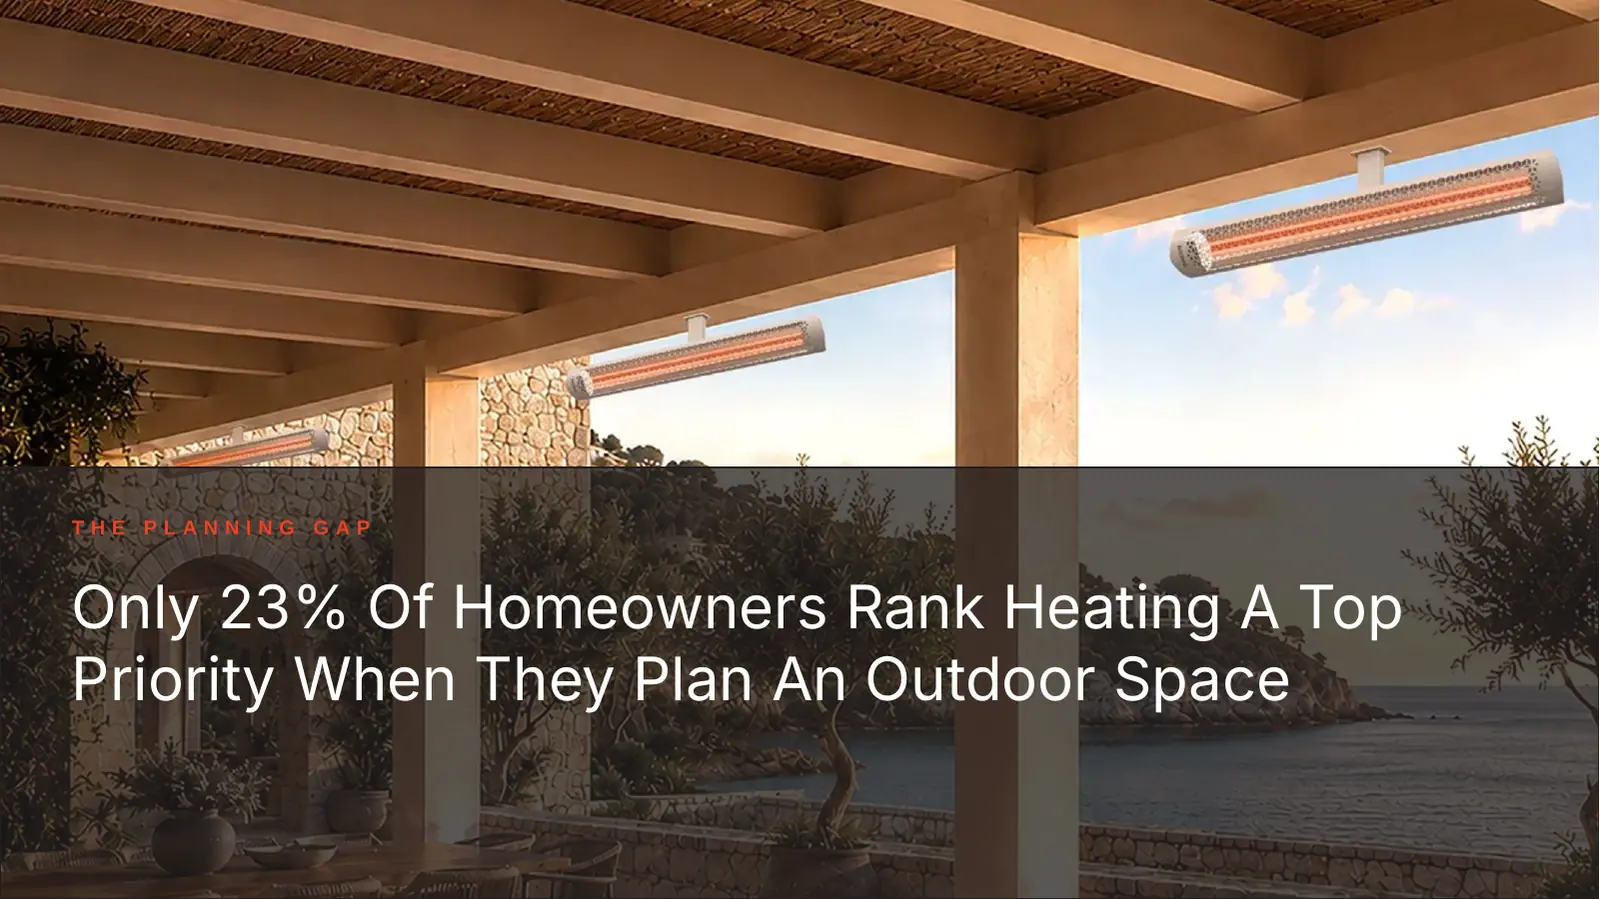 THE PLANNING GAP
Only 23% Of Homeowners Rank Heating A Top
Priority When They Plan An Outdoor Space